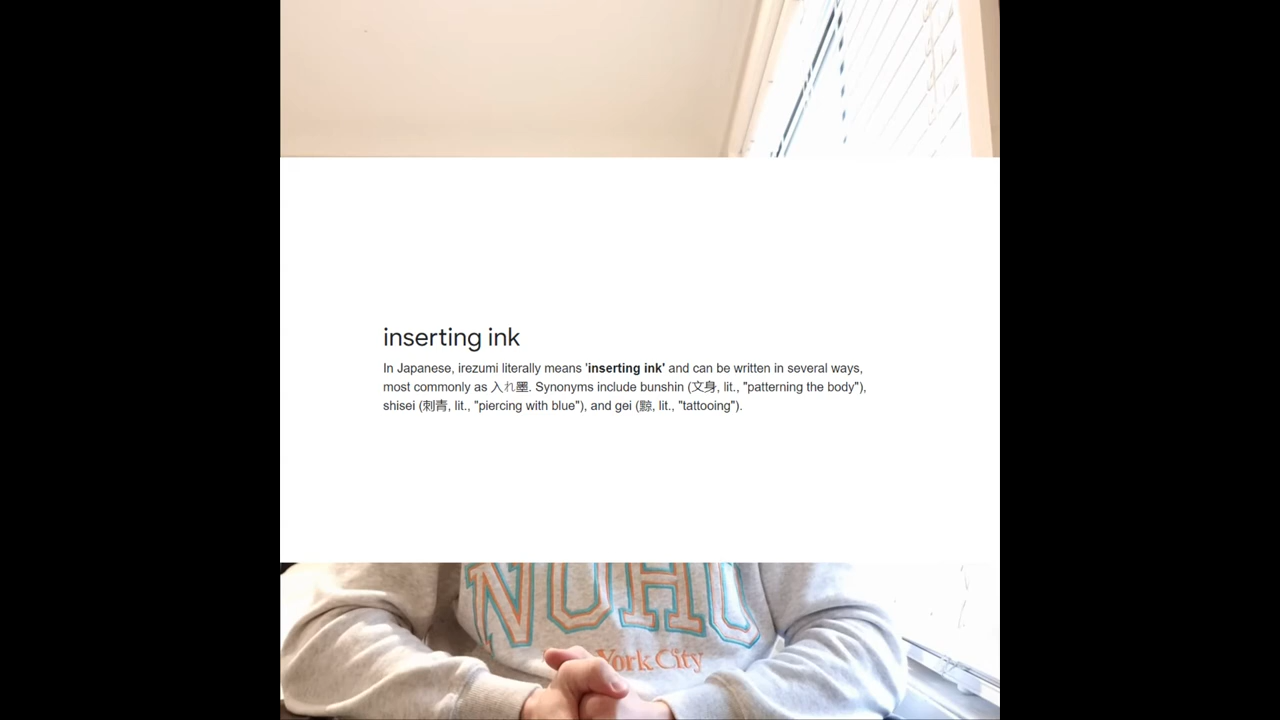 inserting ink
In Japanese, irezumi literally means 'inserting ink' and can be written in several ways,
most commonly as 入れ墨. Synonyms include bunshin (文身, lit., "patterning the body"),
shisei (刺青, lit., "piercing with blue"), and gei (黥, lit., "tattooing").
NOHO
York City